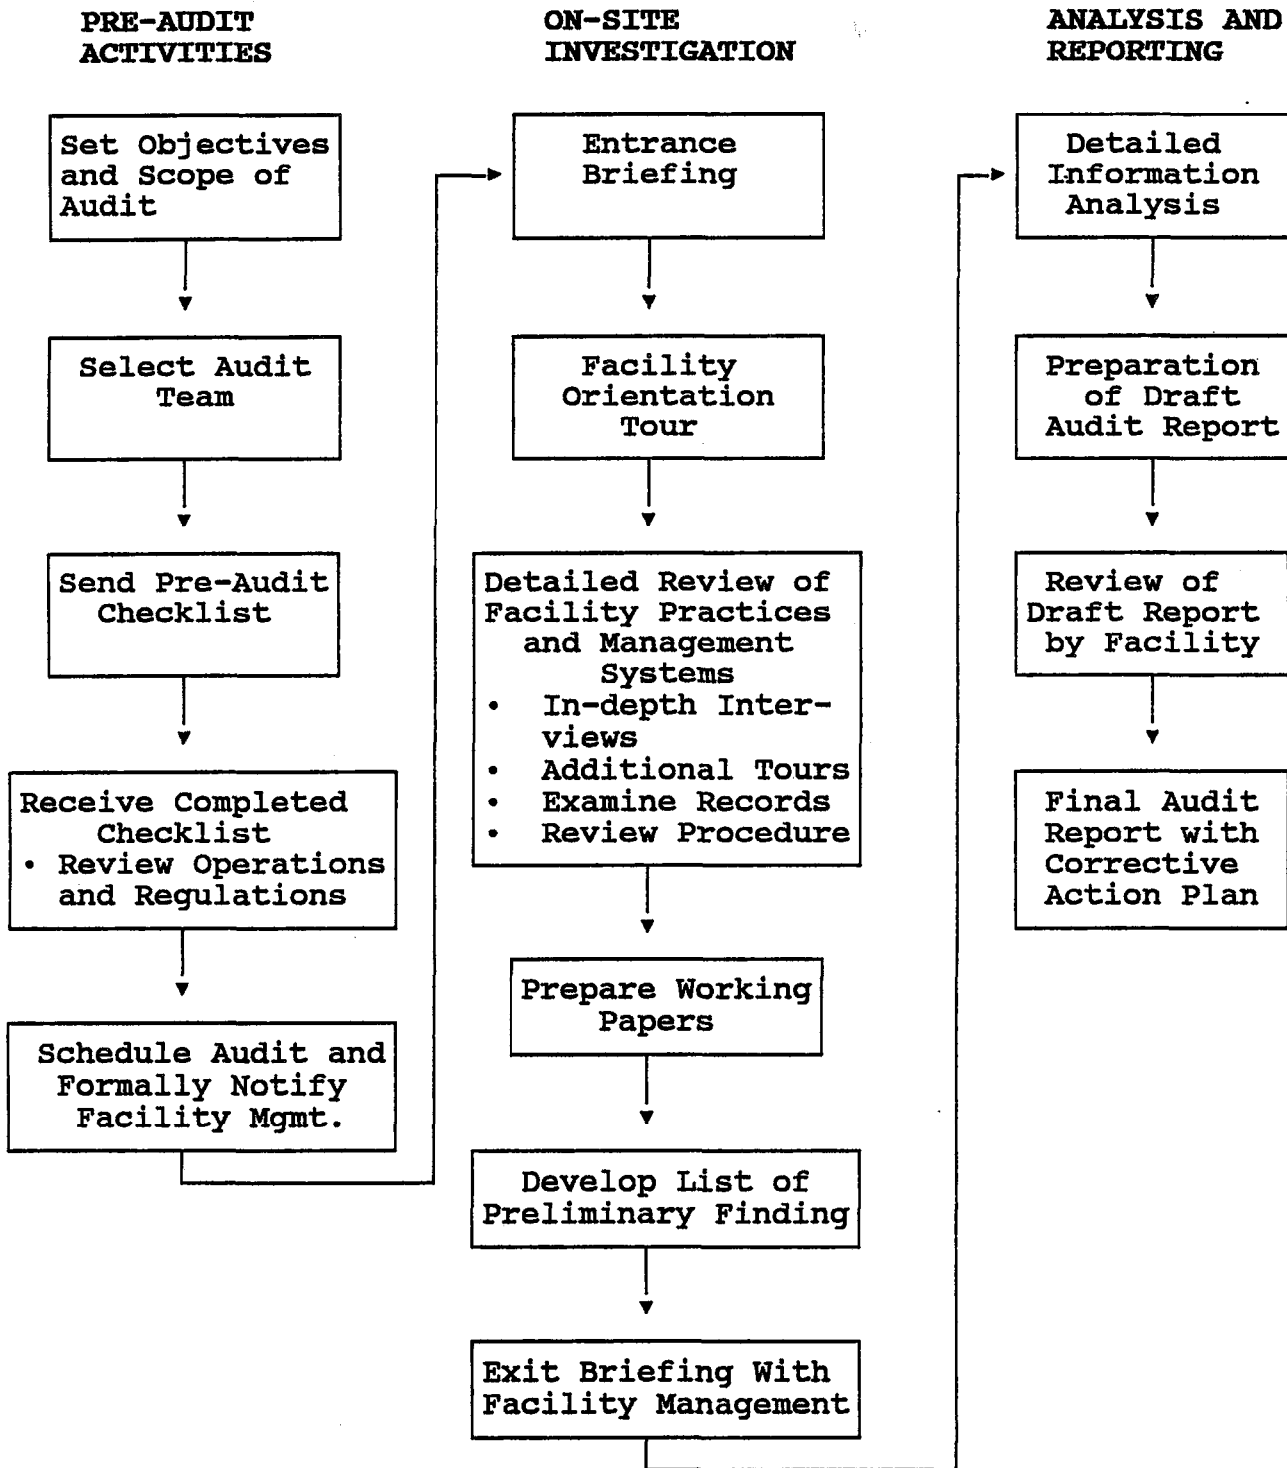 PRE-AUDIT
ACTIVITIES
Set Objectives
and Scope of
Audit
Select Audit
Team
Send Pre-Audit
Checklist
Receive Completed
Checklist
• Review Operations
and Regulations
Schedule Audit and
Formally Notify
Facility Mgmt.
ON-SITE
INVESTIGATION
Entrance
Briefing
Facility
Orientation
Tour
Detailed Review of
Facility Practices
and Management
Systems
• In-depth Inter-
views
• Additional Tours
• Examine Records
• Review Procedure
Prepare Working
Papers
Develop List of
Preliminary Finding
Exit Briefing With
Facility Management
ANALYSIS AND
REPORTING
Detailed
Information
Analysis
Preparation
of Draft
Audit Report
Review of
Draft Report
by Facility
Final Audit
Report with
Corrective
Action Plan